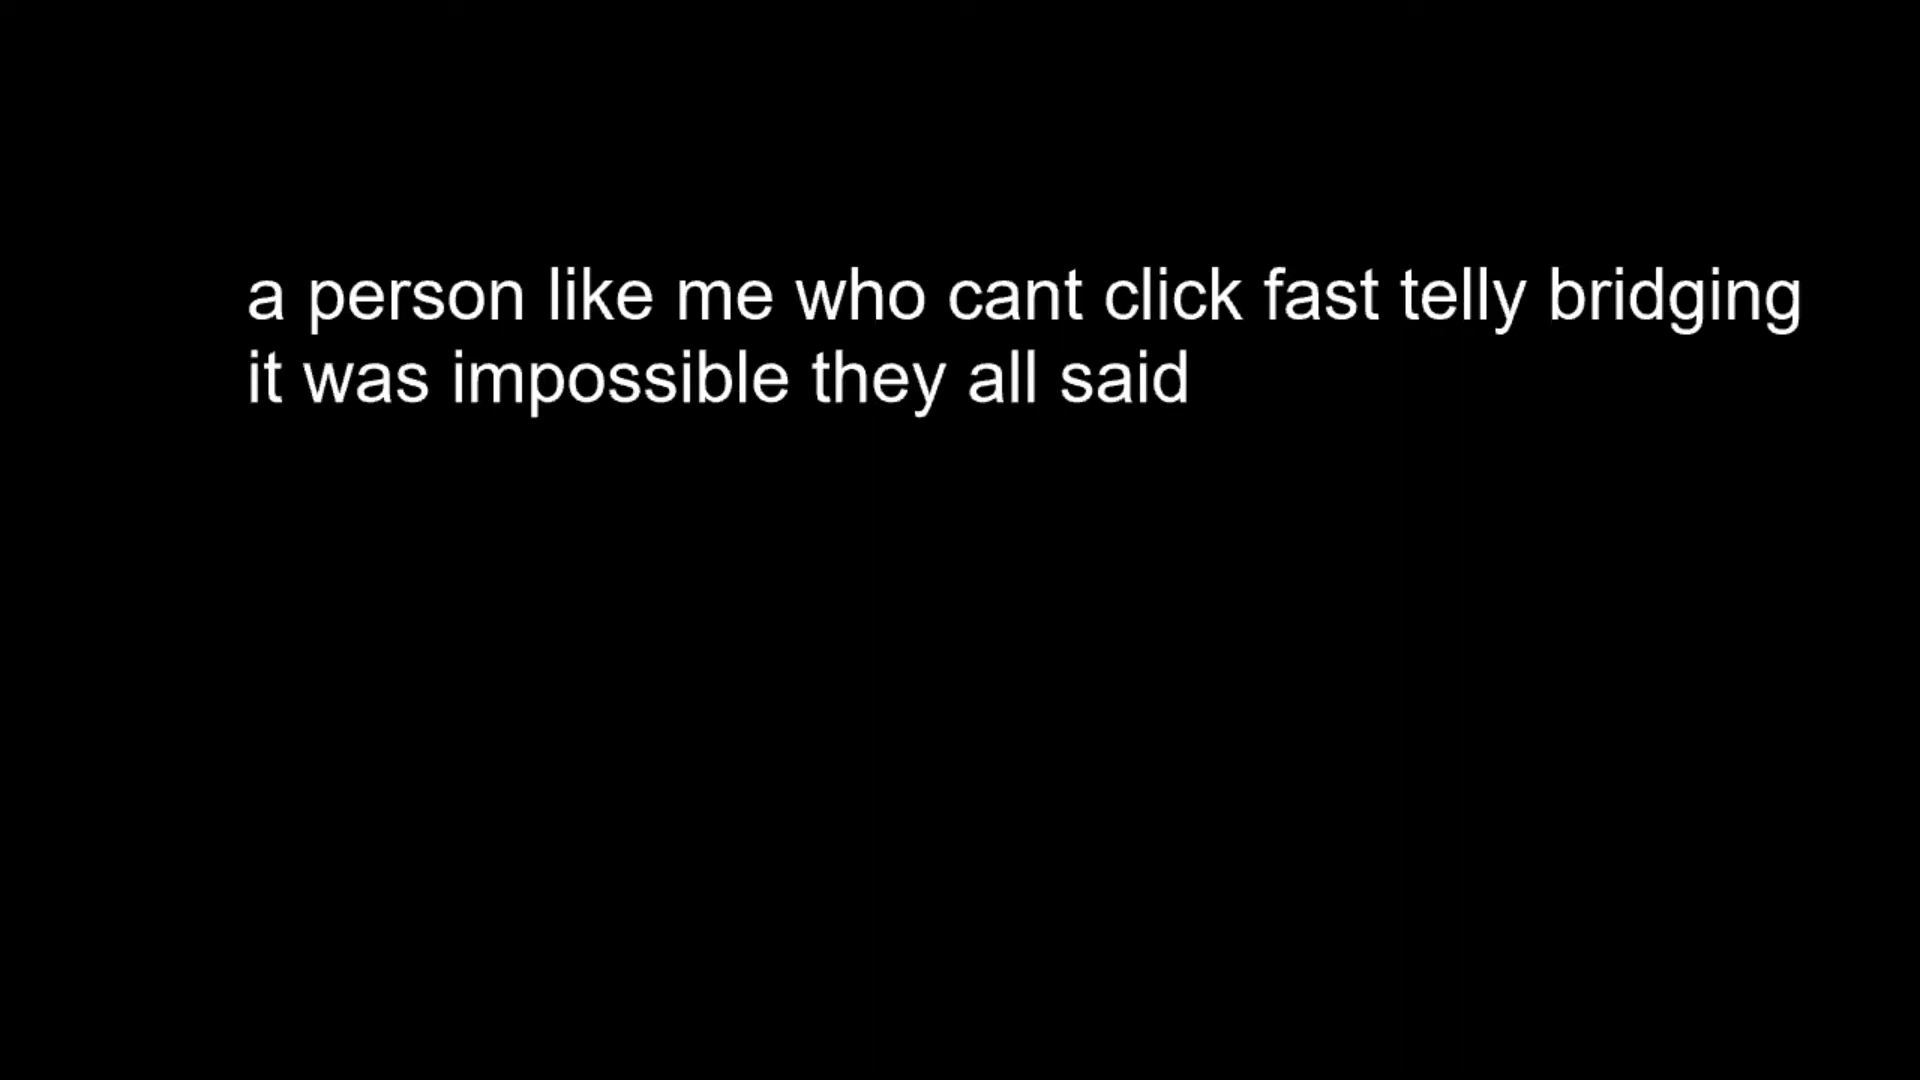 a person like me who cant click fast telly bridging
it was impossible they all said